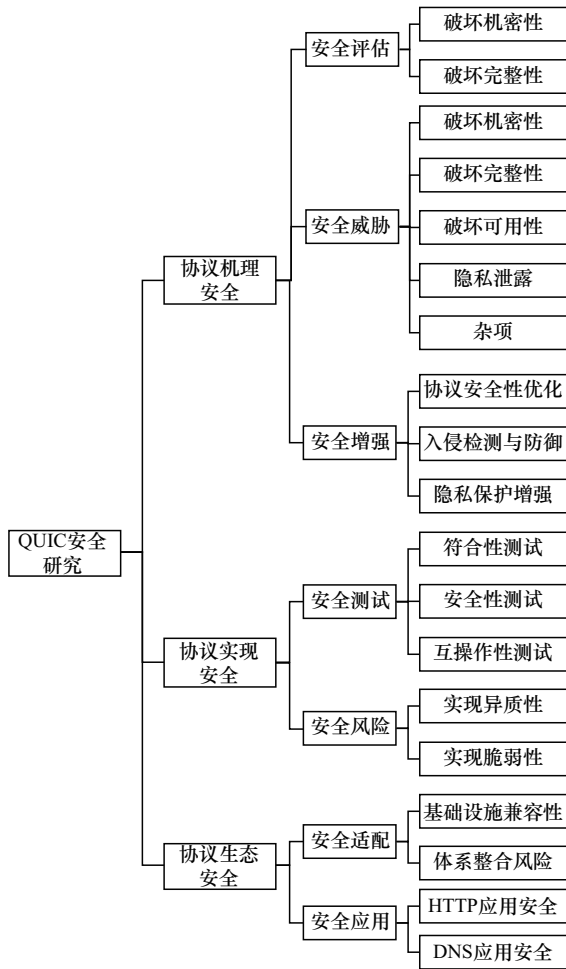 QUIC安全
研究
协议机理
安全
安全评估
破坏机密性
破坏完整性
安全威胁
破坏机密性
破坏完整性
破坏可用性
隐私泄露
杂项
安全增强
协议安全性优化
入侵检测与防御
隐私保护增强
协议实现
安全
安全测试
符合性测试
安全性测试
互操作性测试
安全风险
实现异质性
实现脆弱性
协议生态
安全
安全适配
基础设施兼容性
体系整合风险
安全应用
HTTP应用安全
DNS应用安全